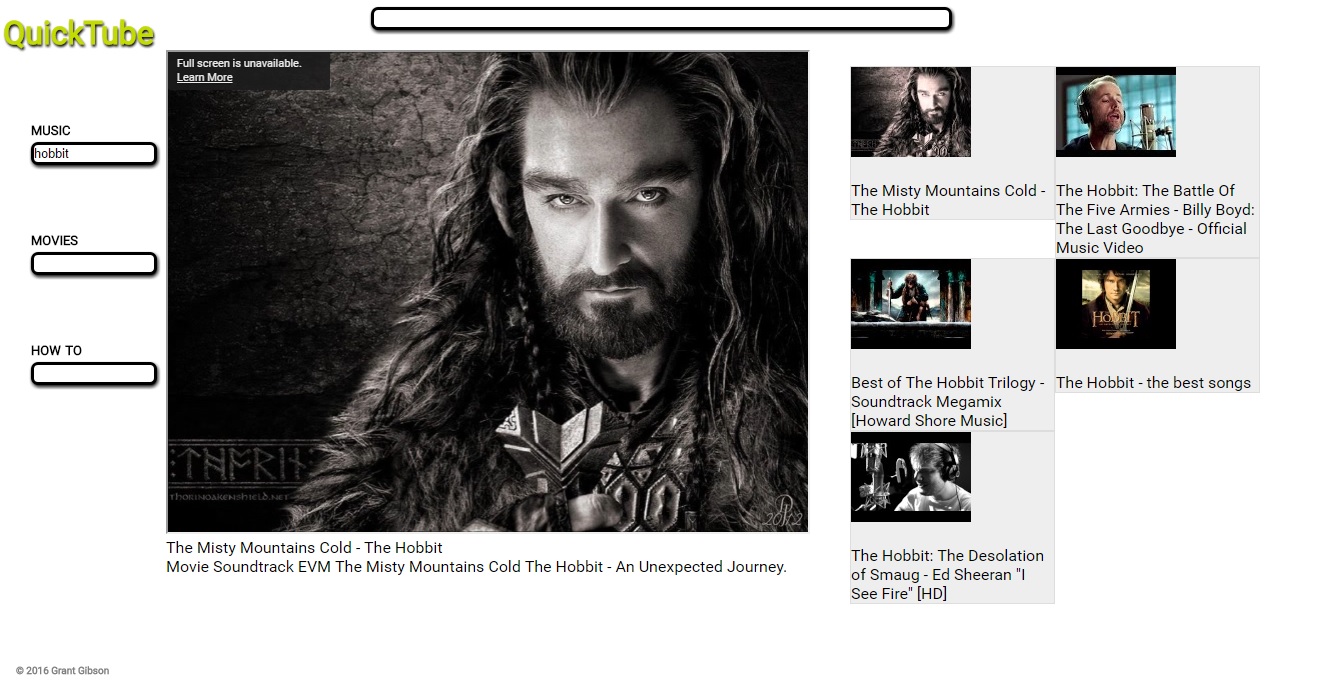 QuickTube
MUSIC
hobbit
MOVIES
HOW TO
Full screen is unavailable.
Learn More
THORINOAKENSHIELD.NET
2012
The Misty Mountains Cold - The Hobbit
Movie Soundtrack EVM The Misty Mountains Cold The Hobbit - An Unexpected Journey.
The Misty Mountains Cold -
The Hobbit
The Hobbit: The Battle Of
The Five Armies - Billy Boyd:
The Last Goodbye - Official
Music Video
Best of The Hobbit Trilogy -
Soundtrack Megamix
[Howard Shore Music]
HOBBIT
The Hobbit - the best songs
The Hobbit: The Desolation
of Smaug - Ed Sheeran "I
See Fire" [HD]
© 2016 Grant Gibson